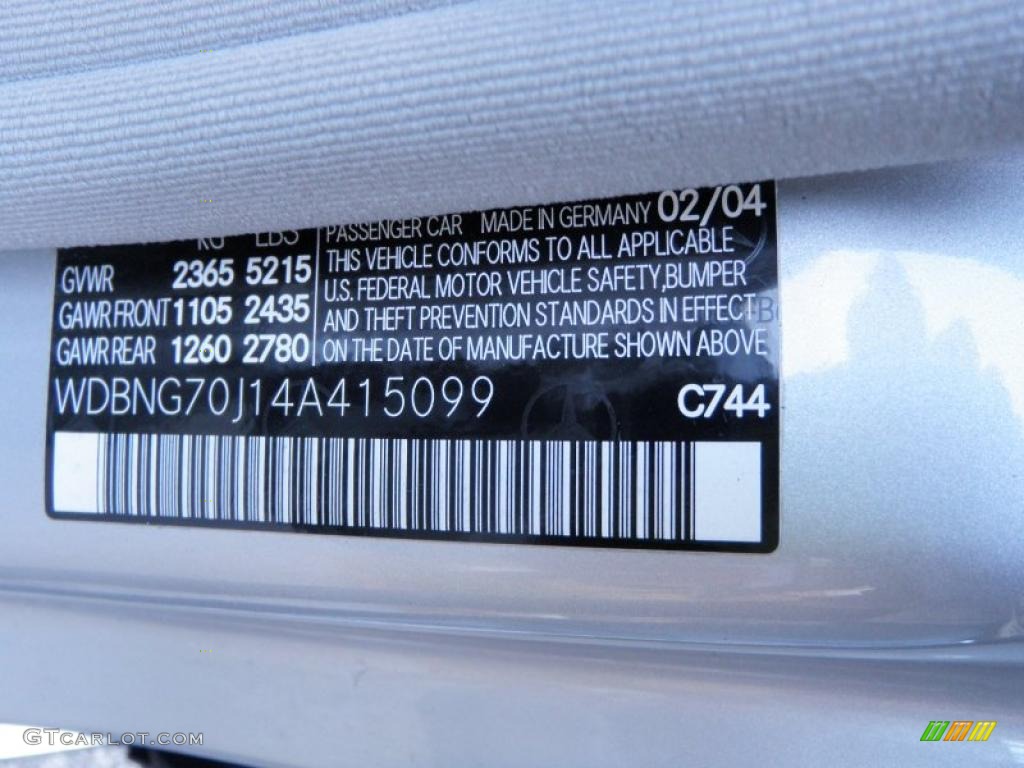 KG LBS
GVWR 2365 5215
GAWR FRONT 1105 2435
GAWR REAR 1260 2780
PASSENGER CAR MADE IN GERMANY 02/04
THIS VEHICLE CONFORMS TO ALL APPLICABLE
U.S. FEDERAL MOTOR VEHICLE SAFETY,BUMPER
AND THEFT PREVENTION STANDARDS IN EFFECT
ON THE DATE OF MANUFACTURE SHOWN ABOVE
WDBNG70J14A415099 C744
GTCARLOT.COM